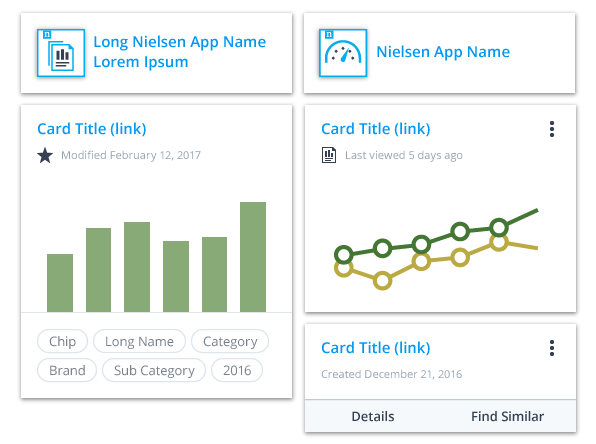 n
Long Nielsen App Name
Lorem Ipsum
n
Nielsen App Name
Card Title (link)
Modified February 12, 2017
Chip
Long Name
Category
Brand
Sub Category
2016
Card Title (link)
Last viewed 5 days ago
Card Title (link)
Created December 21, 2016
Details
Find Similar